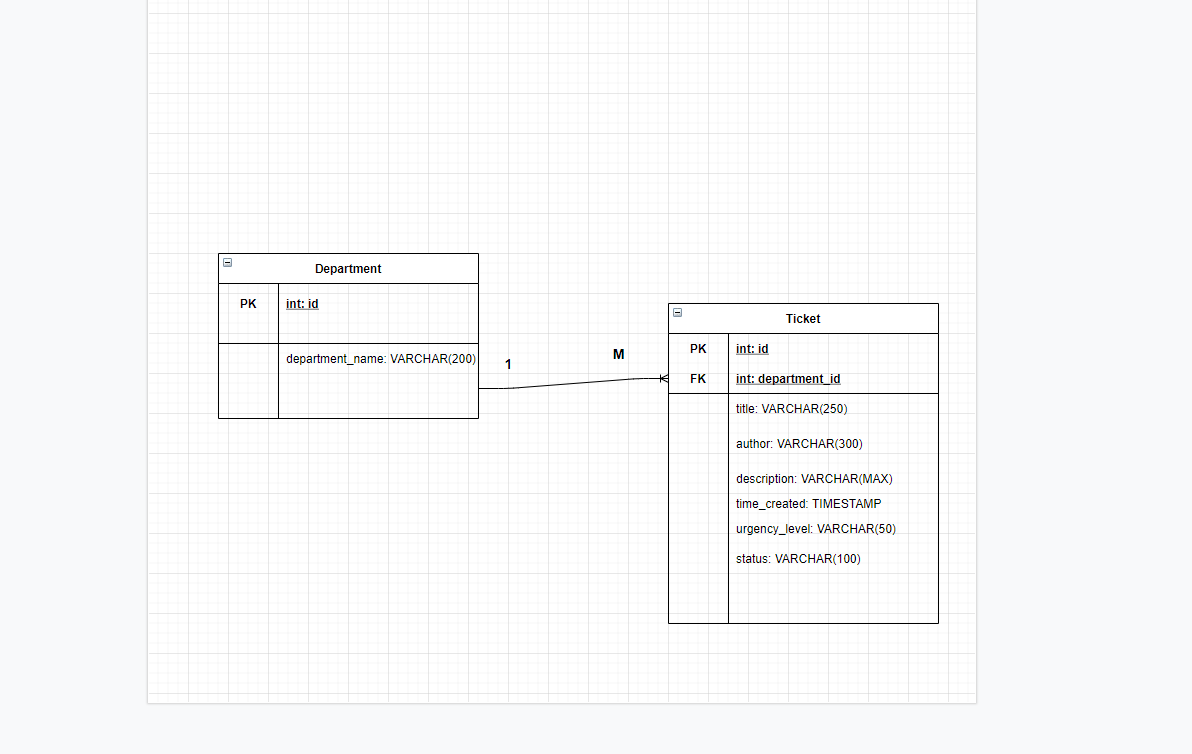 Department
PK
int: id
department_name: VARCHAR(200)
1
M
Ticket
PK
int: id
FK
int: department_id
title: VARCHAR(250)
author: VARCHAR(300)
description: VARCHAR(MAX)
time_created: TIMESTAMP
urgency_level: VARCHAR(50)
status: VARCHAR(100)